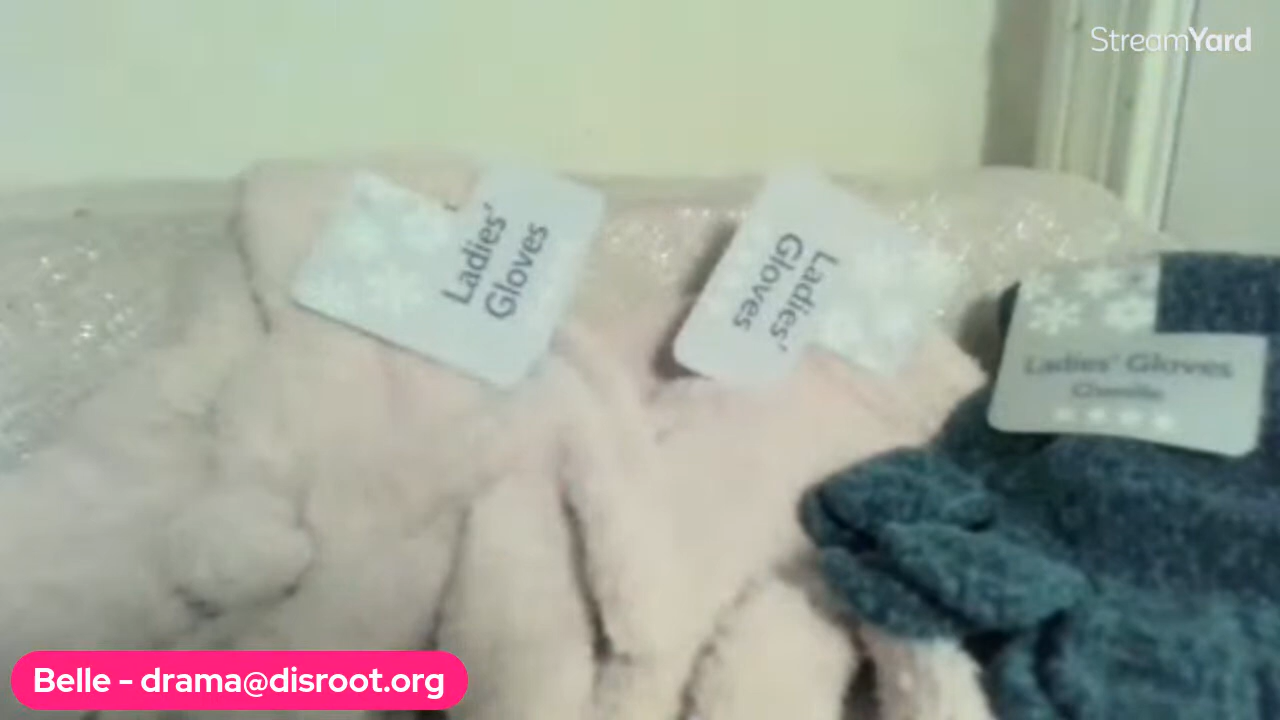 StreamYard
Ladies'
Gloves
Ladies'
Gloves
Ladies' Gloves
Chenille
Belle - drama@disroot.org